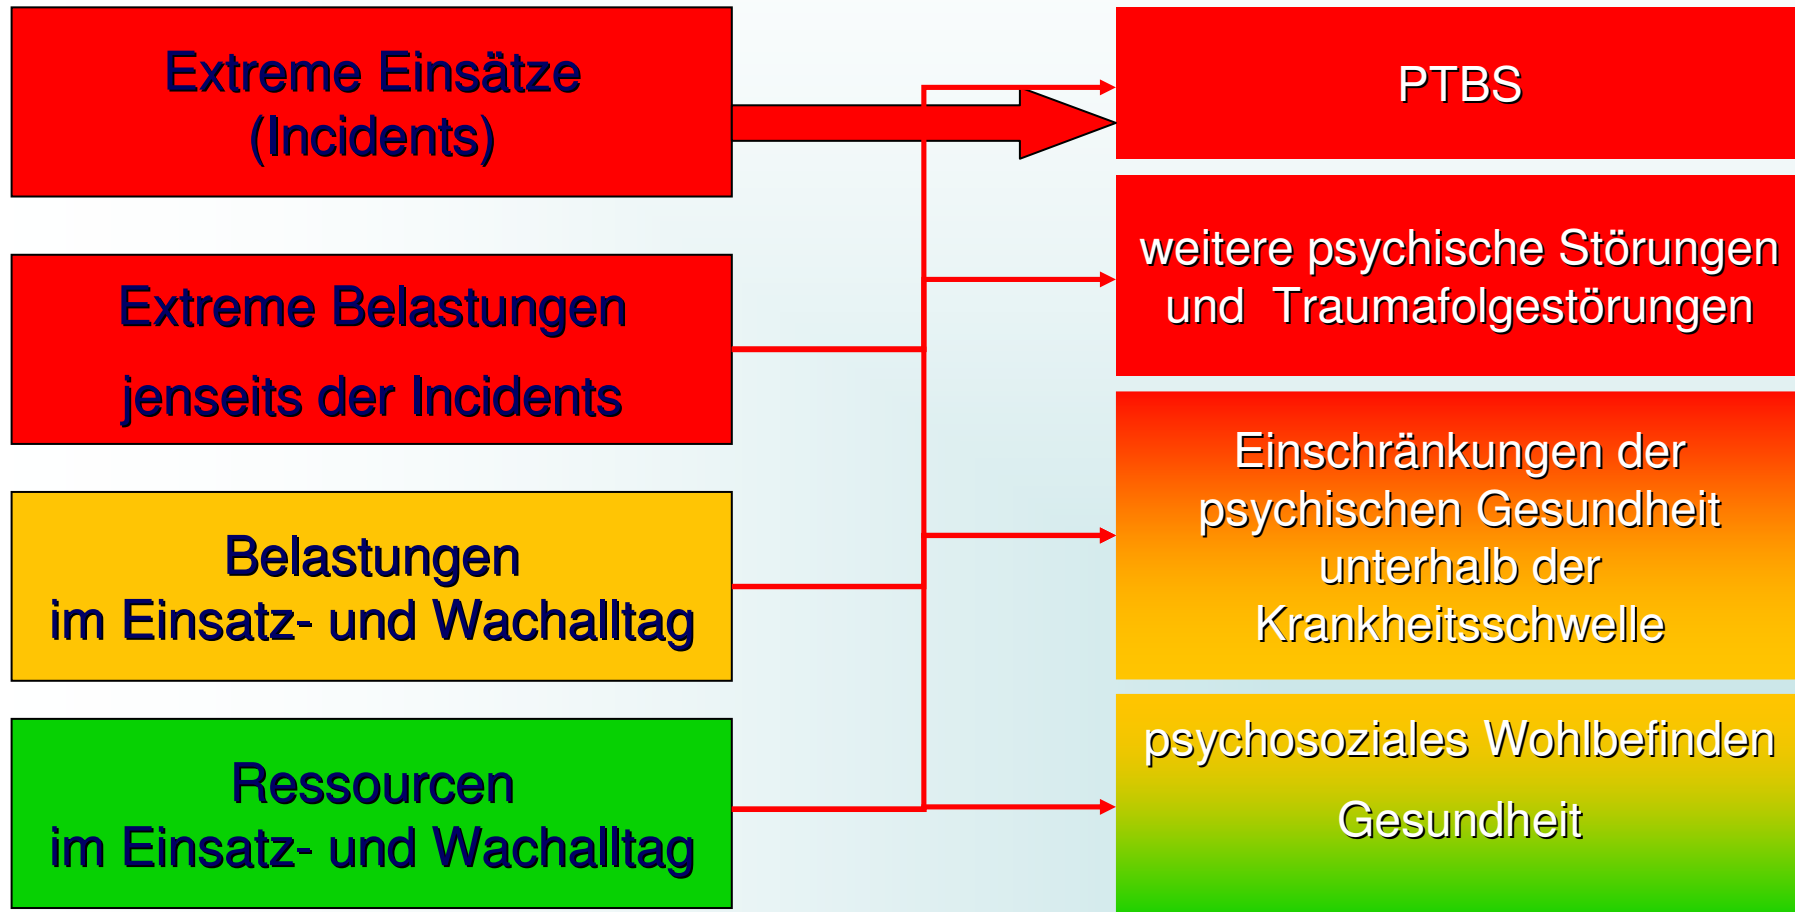 Extreme Einsätze
(Incidents)
Extreme Belastungen
jenseits der Incidents
Belastungen
im Einsatz- und Wachalltag
Ressourcen
im Einsatz- und Wachalltag
PTBS
weitere psychische Störungen
und Traumafolgestörungen
Einschränkungen der
psychischen Gesundheit
unterhalb der
Krankheitsschwelle
psychosoziales Wohlbefinden
Gesundheit